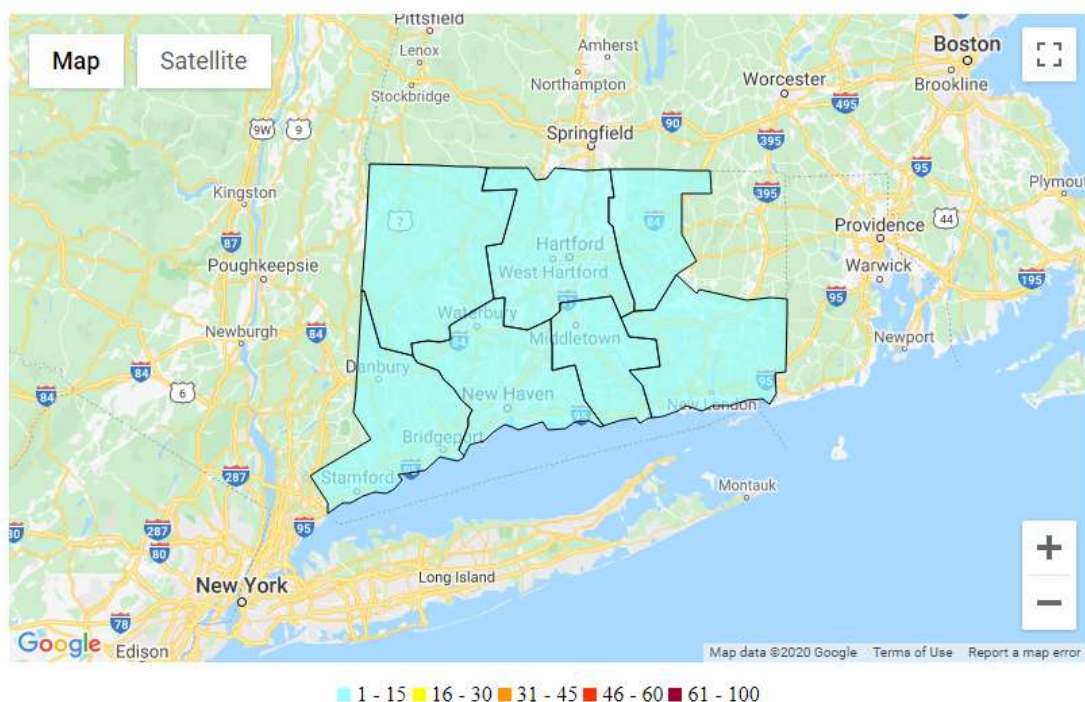 Pittsfield
Map
Satellite
Lenox
Stockbridge
Amherst
Northampton
Boston
Brookline
Worcester
495
9W
9
90
Springfield
395
Kingston
7
395
95
Plymout
84
Providence
44
87
Hartford
Poughkeepsie
West Hartford
Warwick
195
95
Newburgh
84
Waterbury
84
Middletown
Newport
84
6
Danbury
84
New Haven
95
95
New London
Bridgeport
287
Stamford
Montauk
95
80
287
80
New York
Long Island
78
Google
Edison
Map data ©2020 Google Terms of Use Report a map error
1 - 15 16 - 30 31 - 45 46 - 60 61 - 100